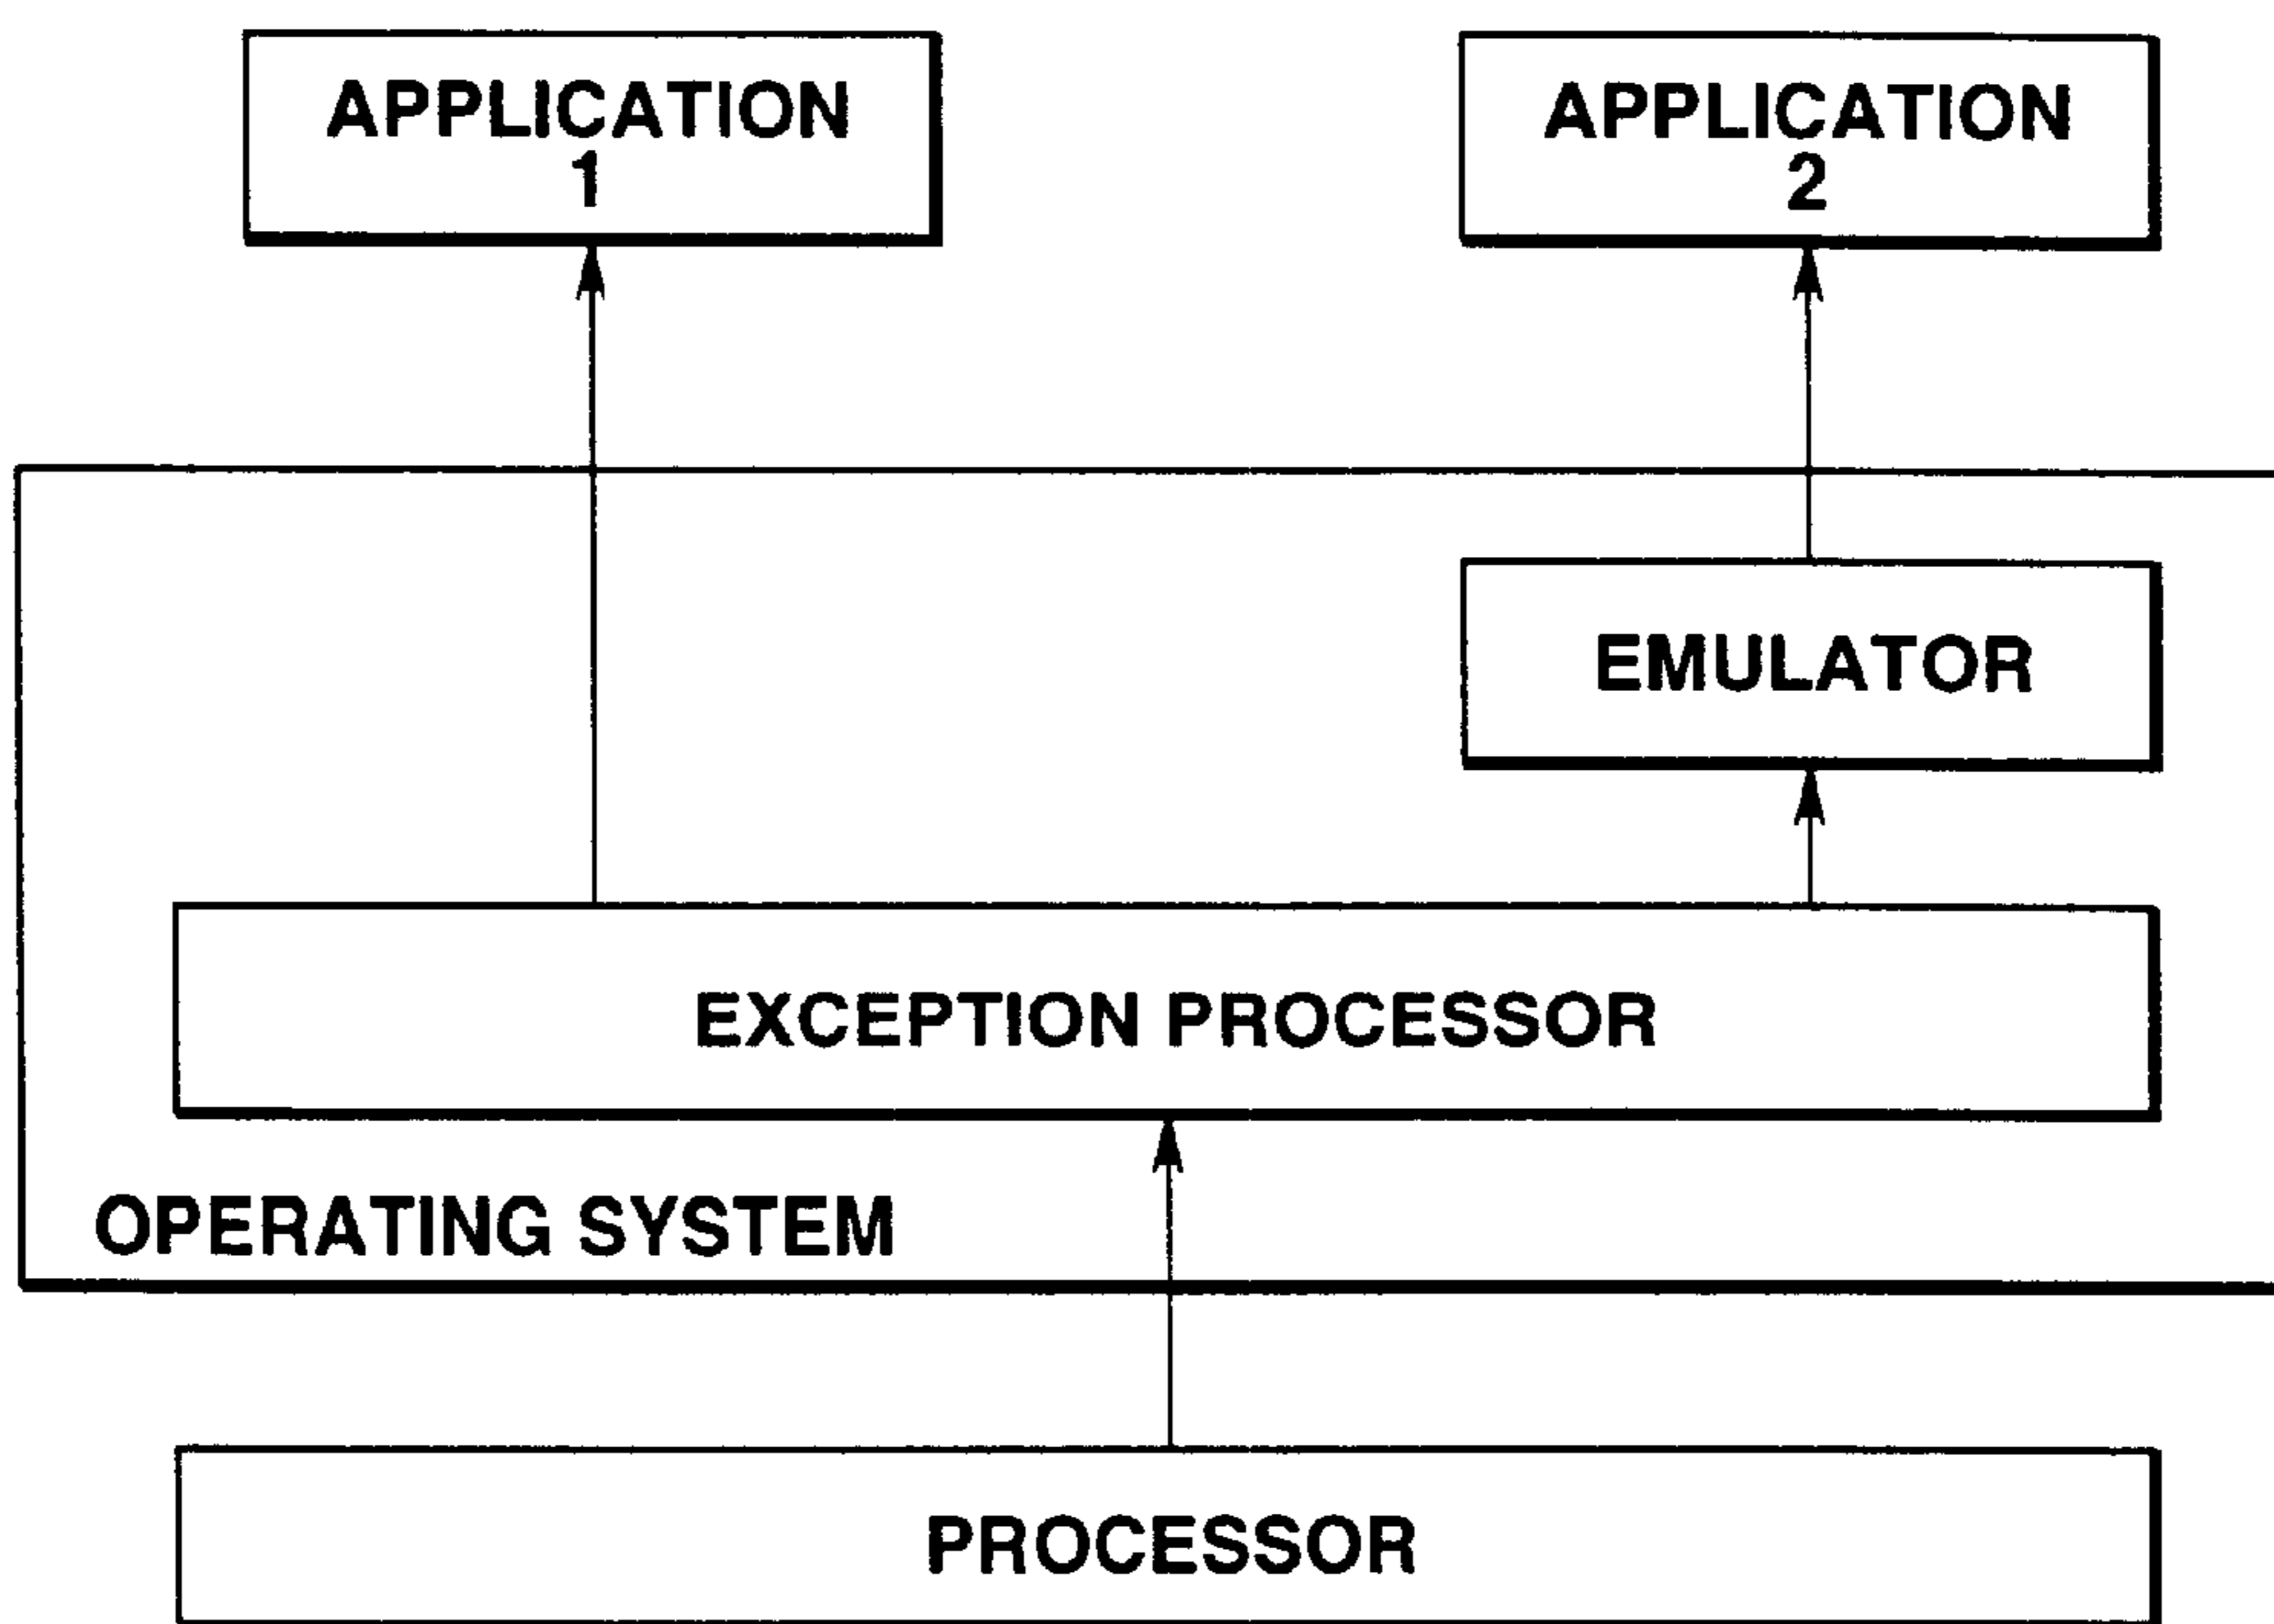 APPLICATION
1
APPLICATION
2
EMULATOR
EXCEPTION PROCESSOR
OPERATING SYSTEM
PROCESSOR